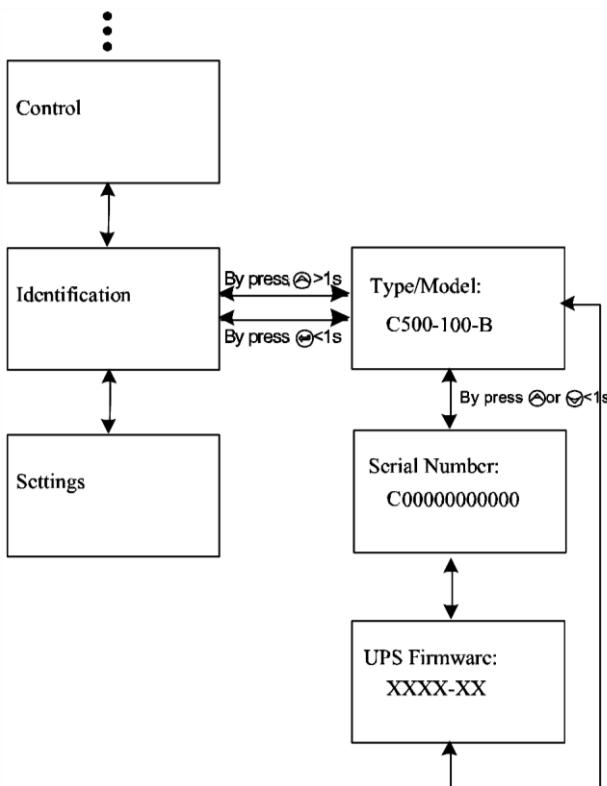 Control
Identification
By press >1s
By press <1s
Type/Model:
C500-100-B
By press or <1s
Settings
Serial Number:
C00000000000
UPS Firmware:
XXXX-XX